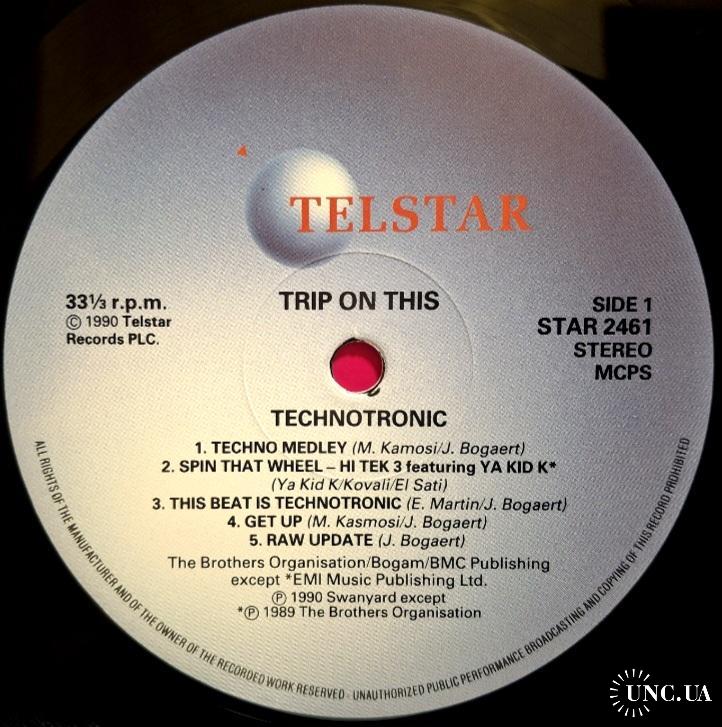 TELSTAR
33⅓ r.p.m.
© 1990 Telstar
Records PLC.
TRIP ON THIS
SIDE 1
STAR 2461
STEREO
MCPS
TECHNOTRONIC
1. TECHNO MEDLEY (M. Kamosi/J. Bogaert)
2. SPIN THAT WHEEL – HI TEK 3 featuring YA KID K*
(Ya Kid K/Kovali/El Sati)
3. THIS BEAT IS TECHNOTRONIC (E. Martin/J. Bogaert)
4. GET UP (M. Kasmosi/J. Bogaert)
5. RAW UPDATE (J. Bogaert)
The Brothers Organisation/Bogam/BMC Publishing
except *EMI Music Publishing Ltd.
℗ 1990 Swanyard except
*℗ 1989 The Brothers Organisation
ALL RIGHTS OF THE MANUFACTURER AND OF THE OWNER OF THE RECORDED WORK RESERVED · UNAUTHORIZED PUBLIC PERFORMANCE BROADCASTING AND COPYING OF THIS RECORD PROHIBITED
UNC.UA